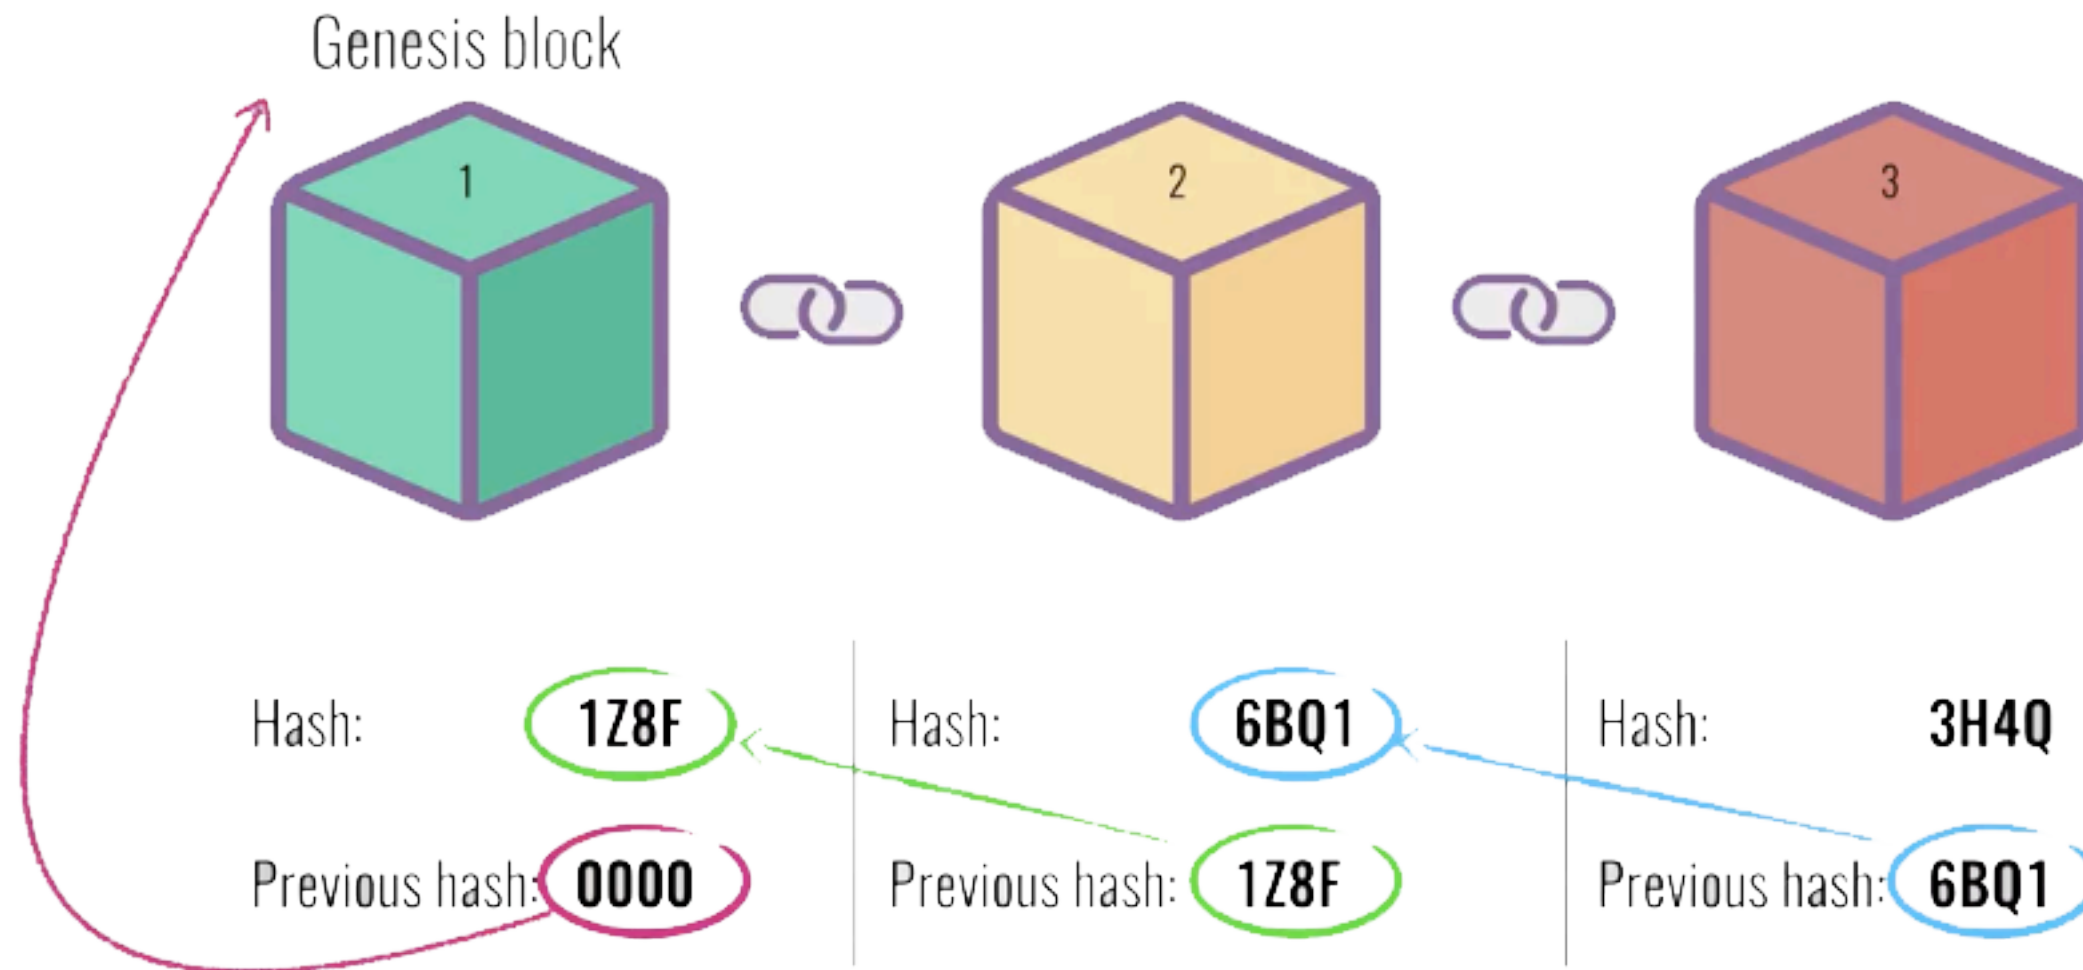 Genesis block
1
2
3
Hash: 1Z8F
Hash: 6BQ1
Hash: 3H4Q
Previous hash: 0000
Previous hash: 1Z8F
Previous hash: 6BQ1